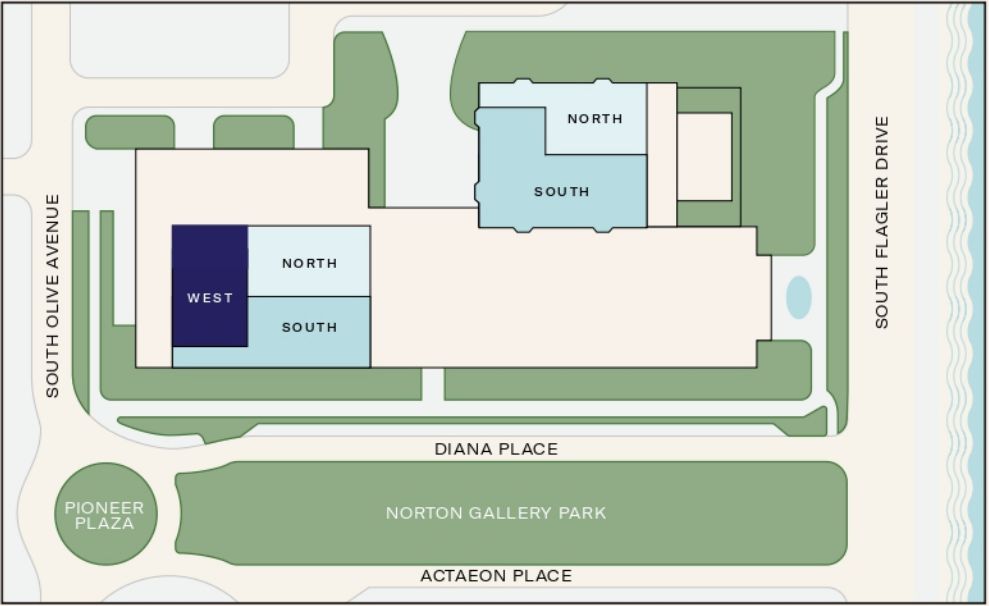 NORTH
SOUTH
SOUTH FLAGLER DRIVE
SOUTH OLIVE AVENUE
NORTH
WEST
SOUTH
DIANA PLACE
PIONEER
PLAZA
NORTON GALLERY PARK
ACTAEON PLACE